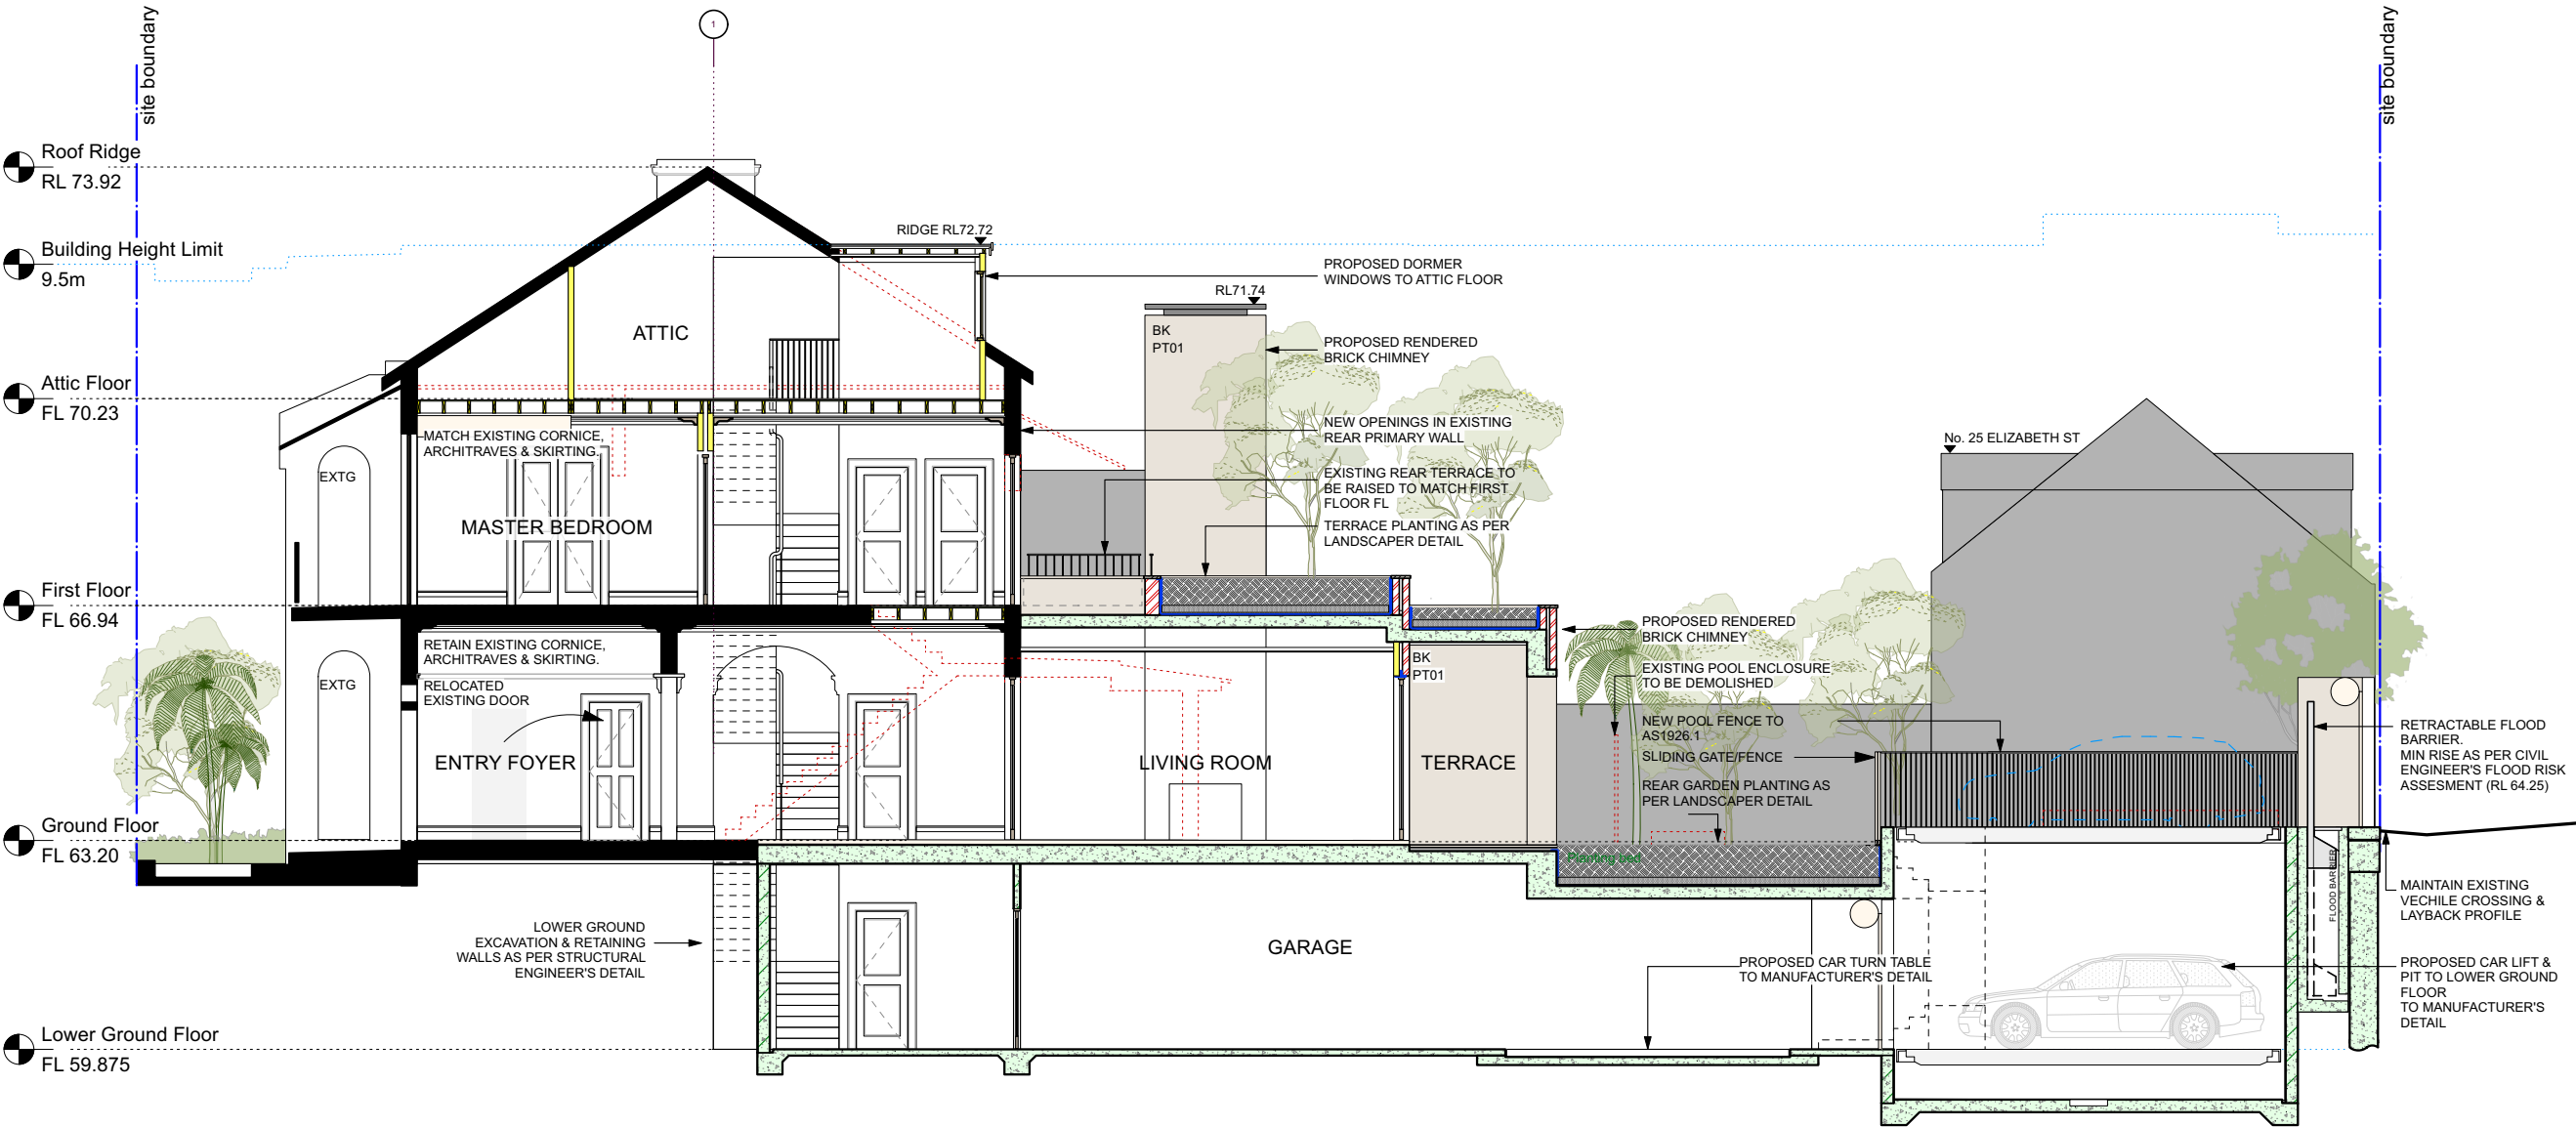 site boundary
1
site boundary
Roof Ridge
RL 73.92
Building Height Limit
9.5m
RIDGE RL72.72
PROPOSED DORMER
WINDOWS TO ATTIC FLOOR
RL71.74
BK
PT01
PROPOSED RENDERED
BRICK CHIMNEY
ATTIC
Attic Floor
FL 70.23
MATCH EXISTING CORNICE,
ARCHITRAVES & SKIRTING.
NEW OPENINGS IN EXISTING
REAR PRIMARY WALL
No. 25 ELIZABETH ST
EXTG
EXISTING REAR TERRACE TO
BE RAISED TO MATCH FIRST
FLOOR FL
MASTER BEDROOM
TERRACE PLANTING AS PER
LANDSCAPER DETAIL
First Floor
FL 66.94
RETAIN EXISTING CORNICE,
ARCHITRAVES & SKIRTING.
PROPOSED RENDERED
BRICK CHIMNEY
EXTG
RELOCATED
EXISTING DOOR
BK
PT01
EXISTING POOL ENCLOSURE
TO BE DEMOLISHED
NEW POOL FENCE TO
AS1926.1
RETRACTABLE FLOOD
BARRIER.
MIN RISE AS PER CIVIL
ENGINEER'S FLOOD RISK
ASSESMENT (RL 64.25)
ENTRY FOYER
LIVING ROOM
TERRACE
SLIDING GATE/FENCE
REAR GARDEN PLANTING AS
PER LANDSCAPER DETAIL
Ground Floor
FL 63.20
Planting bed
FLOOD BARRIER
MAINTAIN EXISTING
VECHILE CROSSING &
LAYBACK PROFILE
LOWER GROUND
EXCAVATION & RETAINING
WALLS AS PER STRUCTURAL
ENGINEER'S DETAIL
GARAGE
PROPOSED CAR TURN TABLE
TO MANUFACTURER'S DETAIL
PROPOSED CAR LIFT &
PIT TO LOWER GROUND
FLOOR
TO MANUFACTURER'S
DETAIL
Lower Ground Floor
FL 59.875